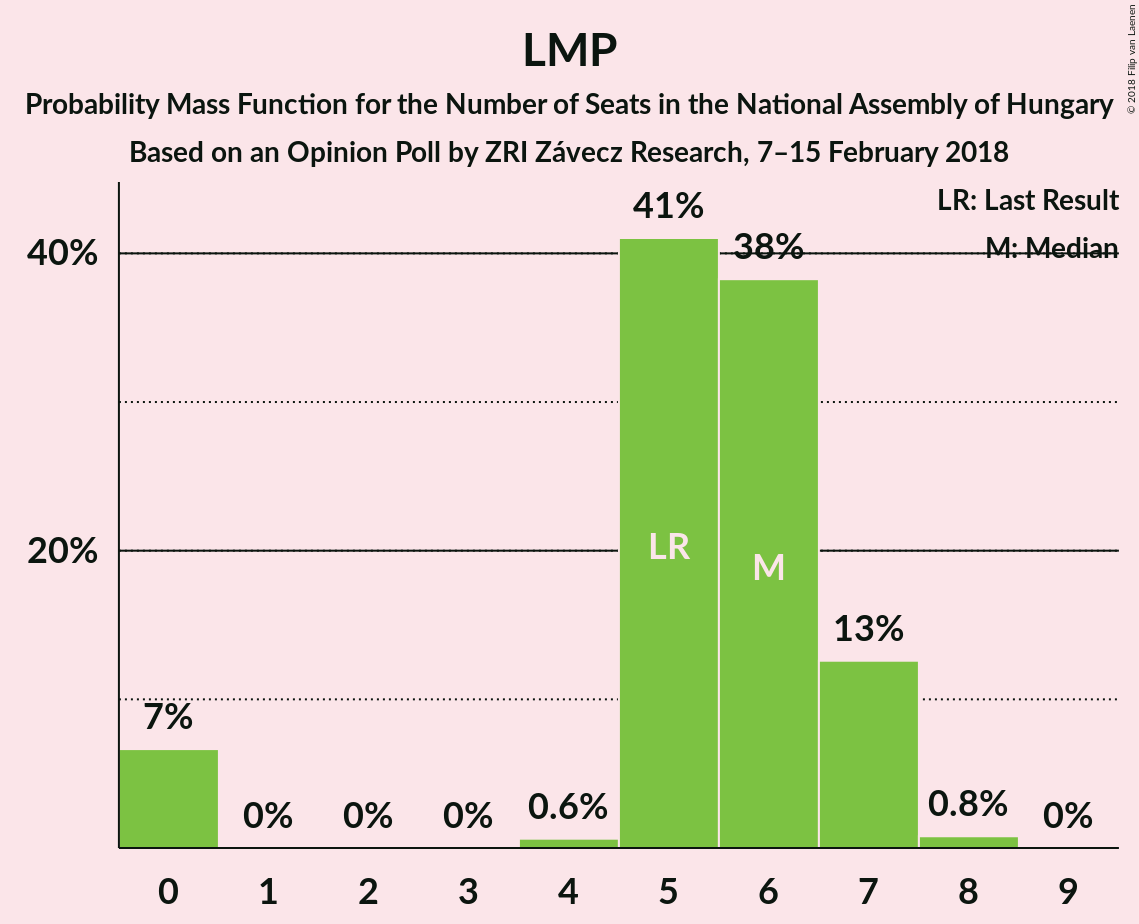 LMP
Probability Mass Function for the Number of Seats in the National Assembly of Hungary
Based on an Opinion Poll by ZRI Závecz Research, 7–15 February 2018
© 2018 Filip van Laenen
LR: Last Result
M: Median
40%
20%
7%
0%
0%
0%
0.6%
41%
38%
13%
0.8%
0%
LR
M
0 1 2 3 4 5 6 7 8 9